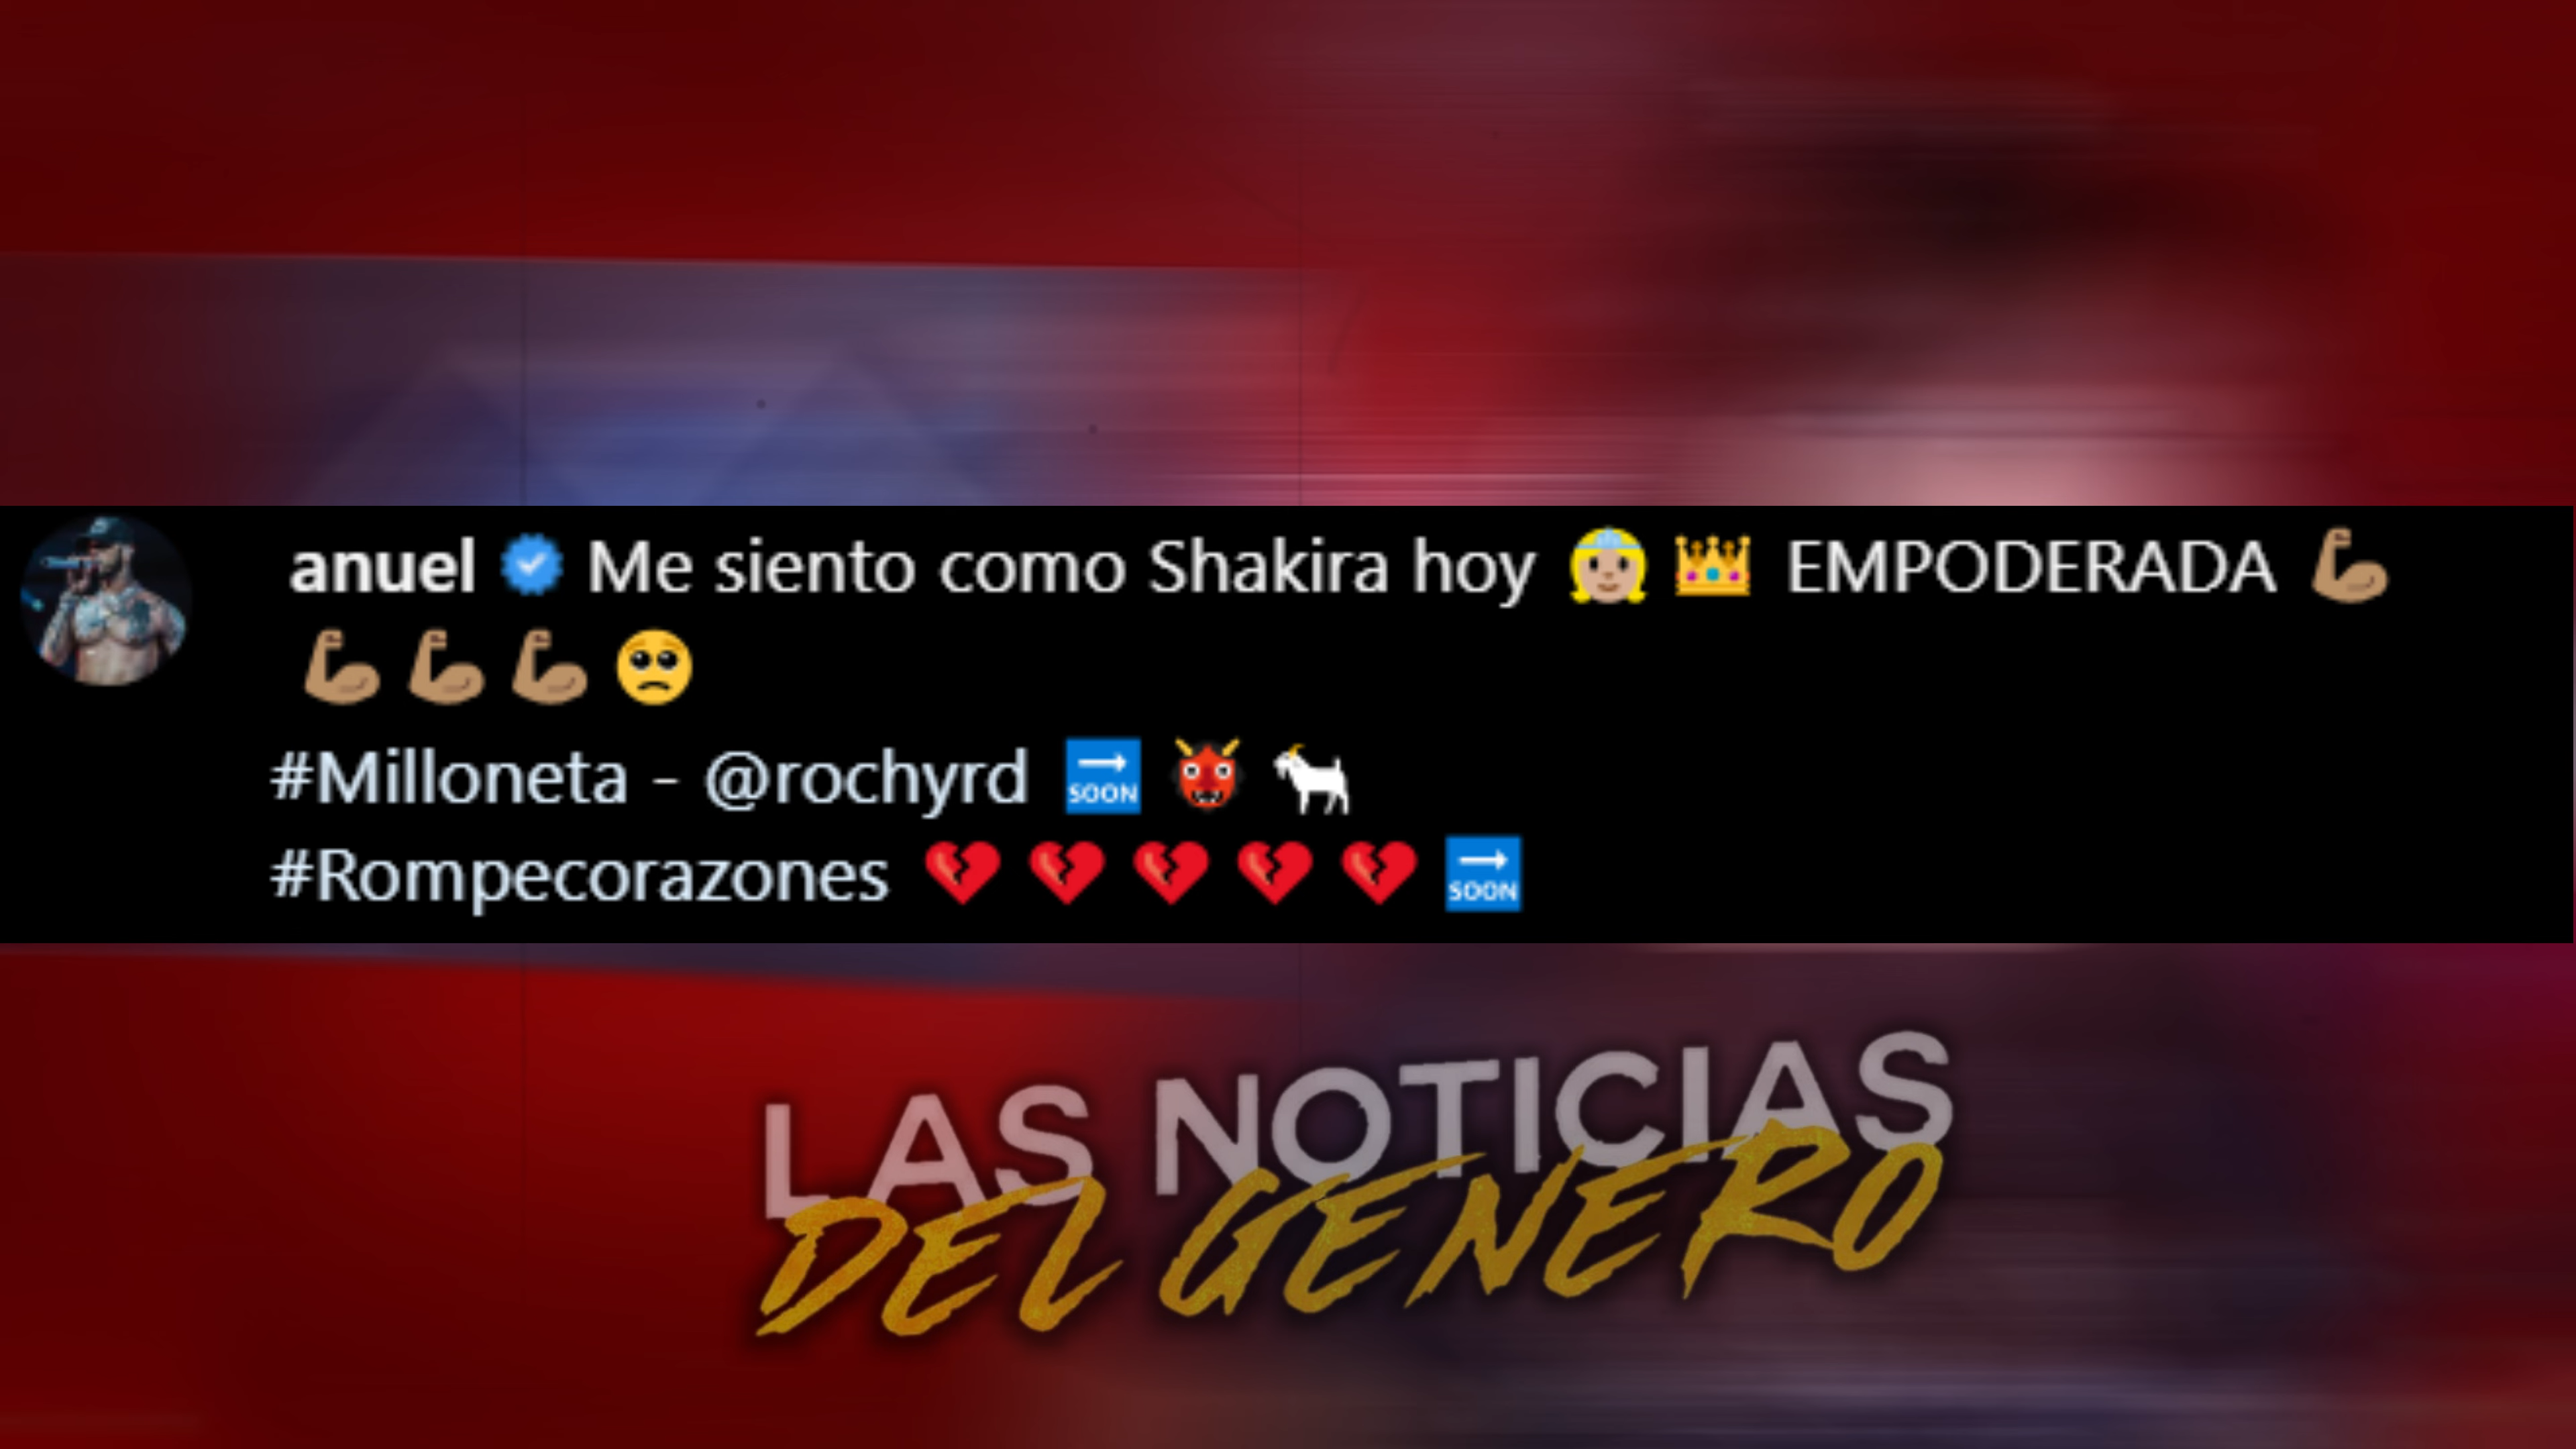 anuel Me siento como Shakira hoy 👸🏼 👑 EMPODERADA 💪🏽
💪🏽 💪🏽 💪🏽 🥺
#Milloneta - @rochyrd 🔜 👹 🐐
#Rompecorazones 💔 💔 💔 💔 💔 🔜
LAS NOTICIAS
DEL GENERO